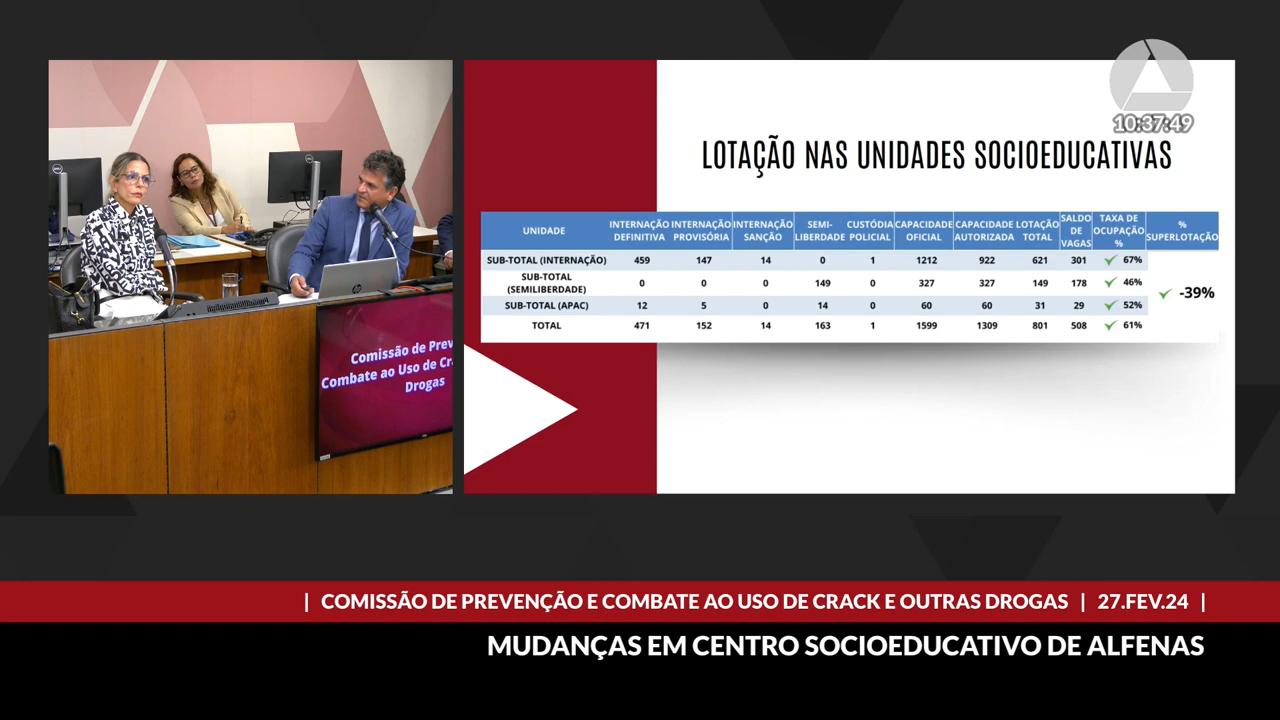 10:37:49
LOTAÇÃO NAS UNIDADES SOCIOEDUCATIVAS
UNIDADE INTERNAÇÃO DEFINITIVA INTERNAÇÃO PROVISÓRIA INTERNAÇÃO SANÇÃO SEMI-LIBERDADE CUSTÓDIA POLICIAL CAPACIDADE OFICIAL CAPACIDADE AUTORIZADA LOTAÇÃO TOTAL SALDO DE VAGAS TAXA DE OCUPAÇÃO % % SUPERLOTAÇÃO
SUB-TOTAL (INTERNAÇÃO) 459 147 14 0 1 1212 922 621 301 67%
SUB-TOTAL (SEMILIBERDADE) 0 0 0 149 0 327 327 149 178 46%
-39%
SUB-TOTAL (APAC) 12 5 0 14 0 60 60 31 29 52%
TOTAL 471 152 14 163 1 1599 1309 801 508 61%
Comissão de Prev
Combate ao Uso de Cr
Drogas
| COMISSÃO DE PREVENÇÃO E COMBATE AO USO DE CRACK E OUTRAS DROGAS | 27.FEV.24 |
MUDANÇAS EM CENTRO SOCIOEDUCATIVO DE ALFENAS